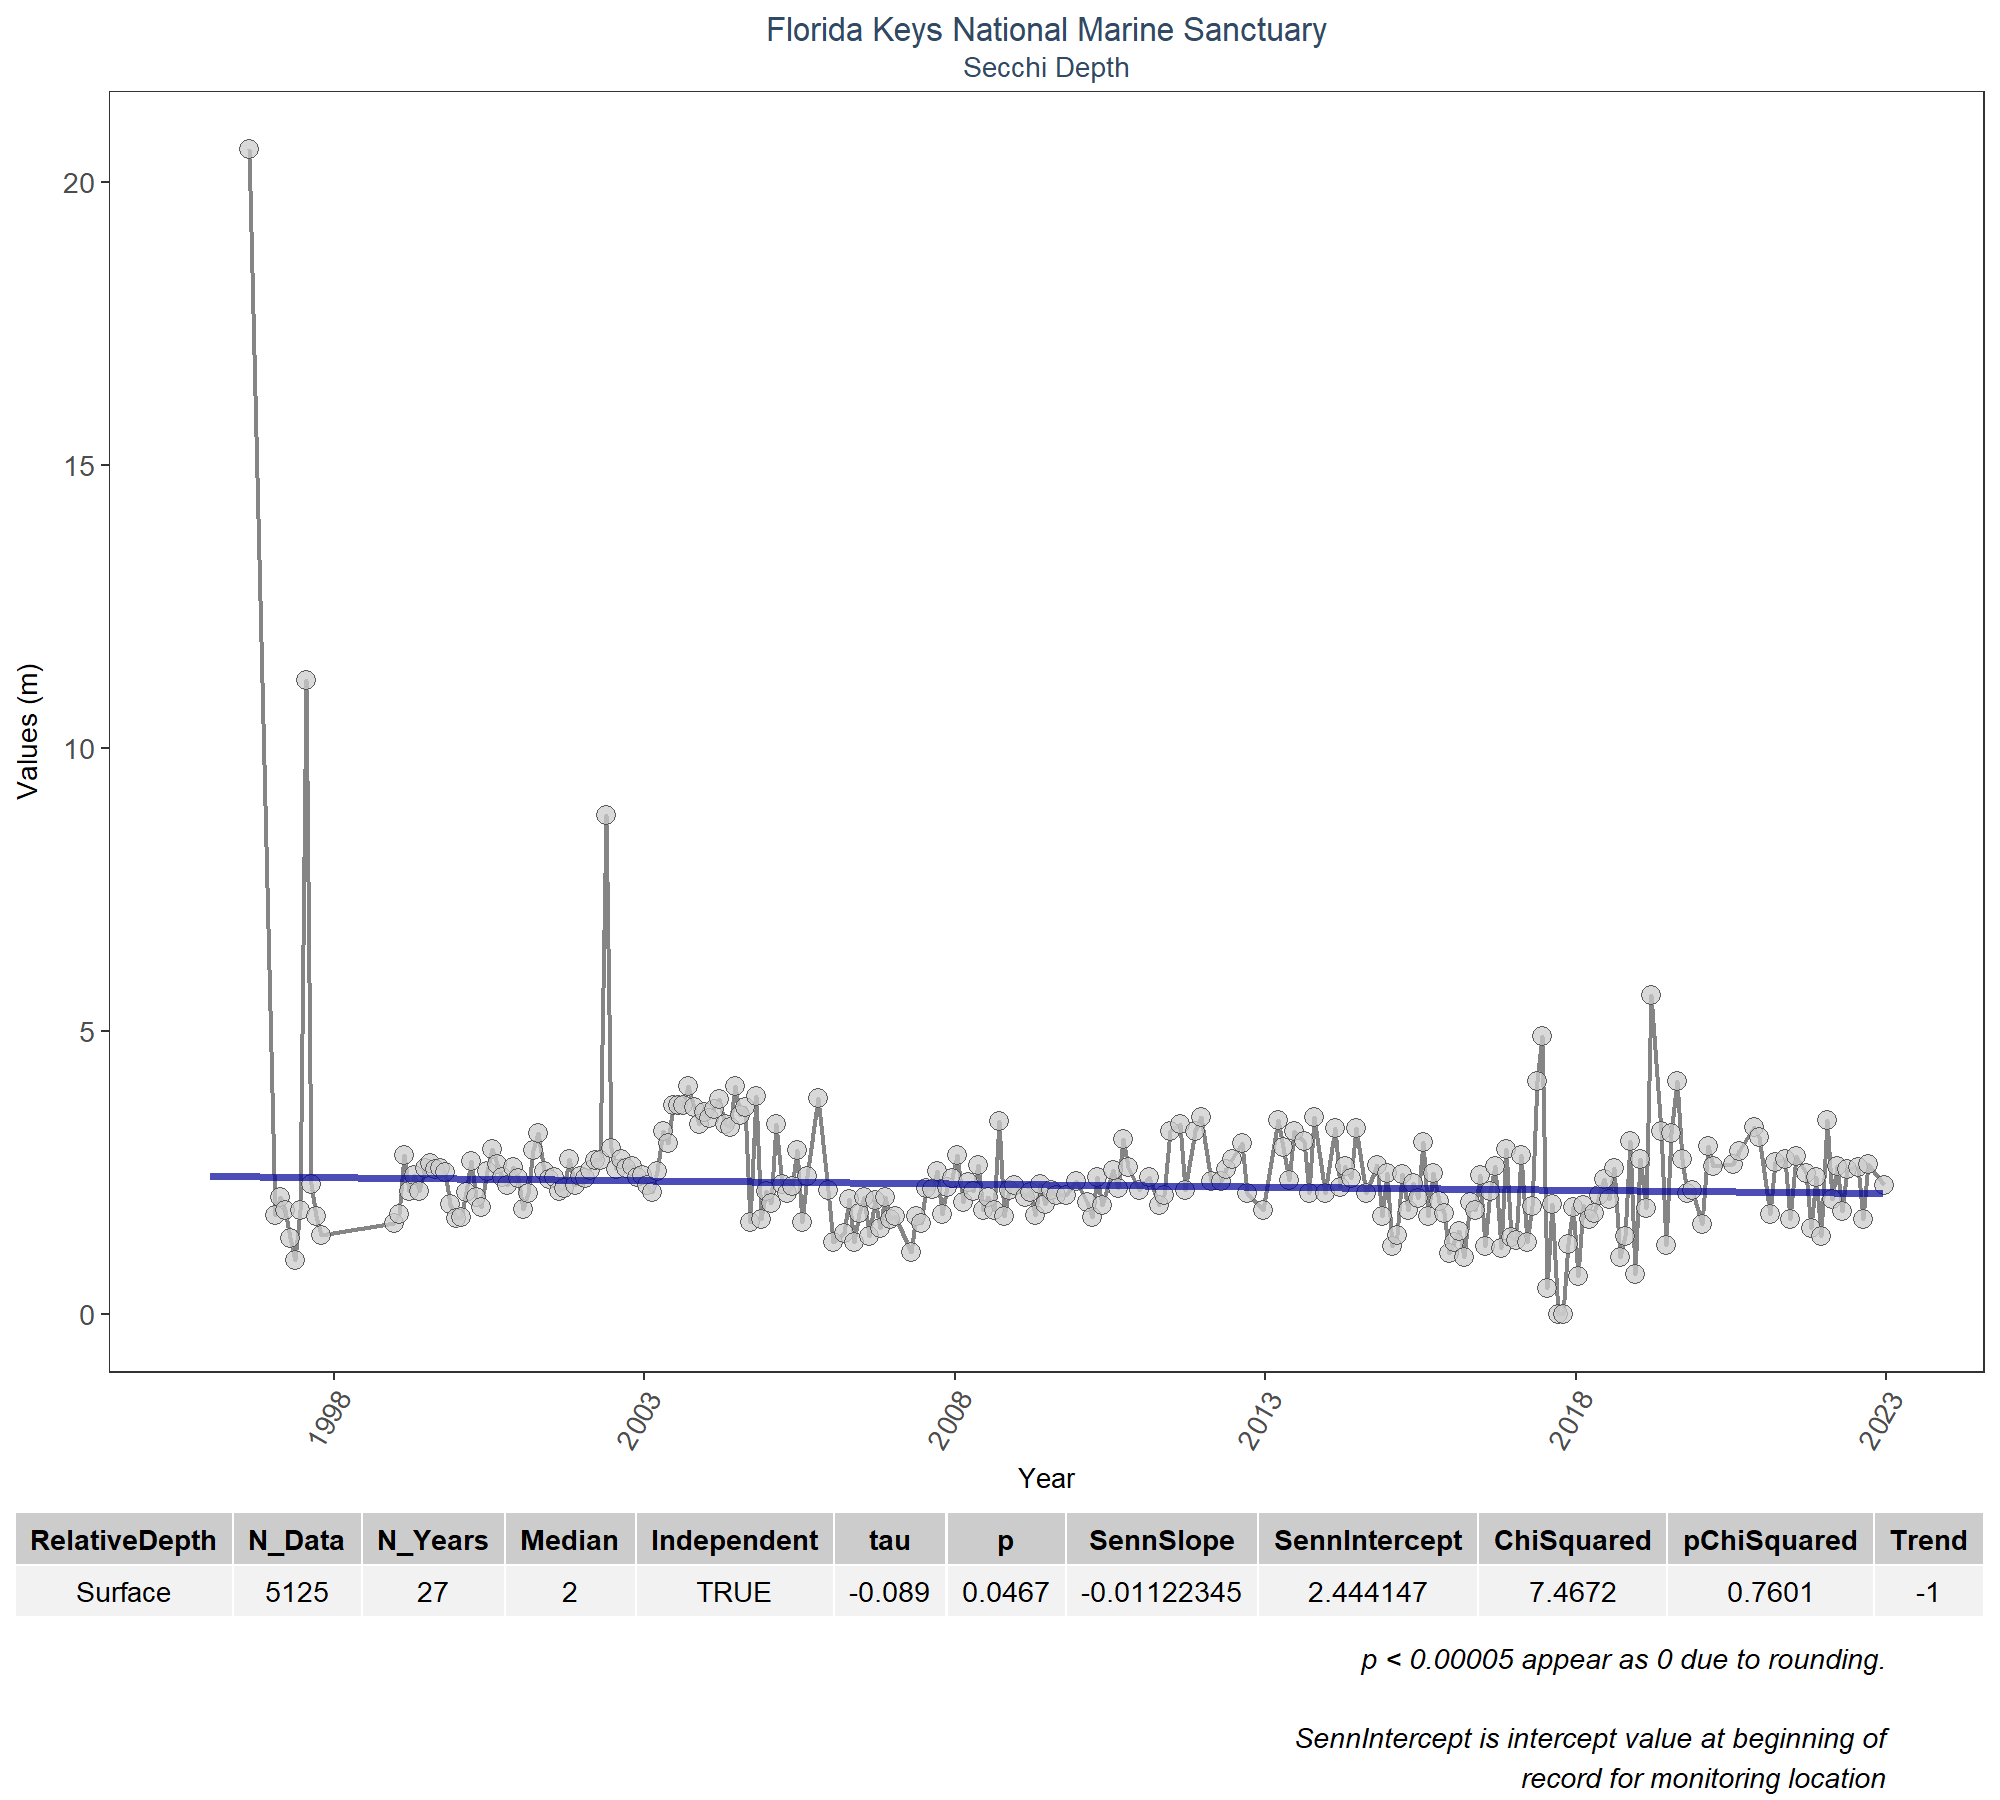 Florida Keys National Marine Sanctuary
Secchi Depth
Values (m)
20
15
10
5
0
1998 2003 2008 2013 2018 2023
Year
RelativeDepth N_Data N_Years Median Independent tau p SennSlope SennIntercept ChiSquared pChiSquared Trend
Surface 5125 27 2 TRUE -0.089 0.0467 -0.01122345 2.444147 7.4672 0.7601 -1
p < 0.00005 appear as 0 due to rounding.
SennIntercept is intercept value at beginning of
record for monitoring location